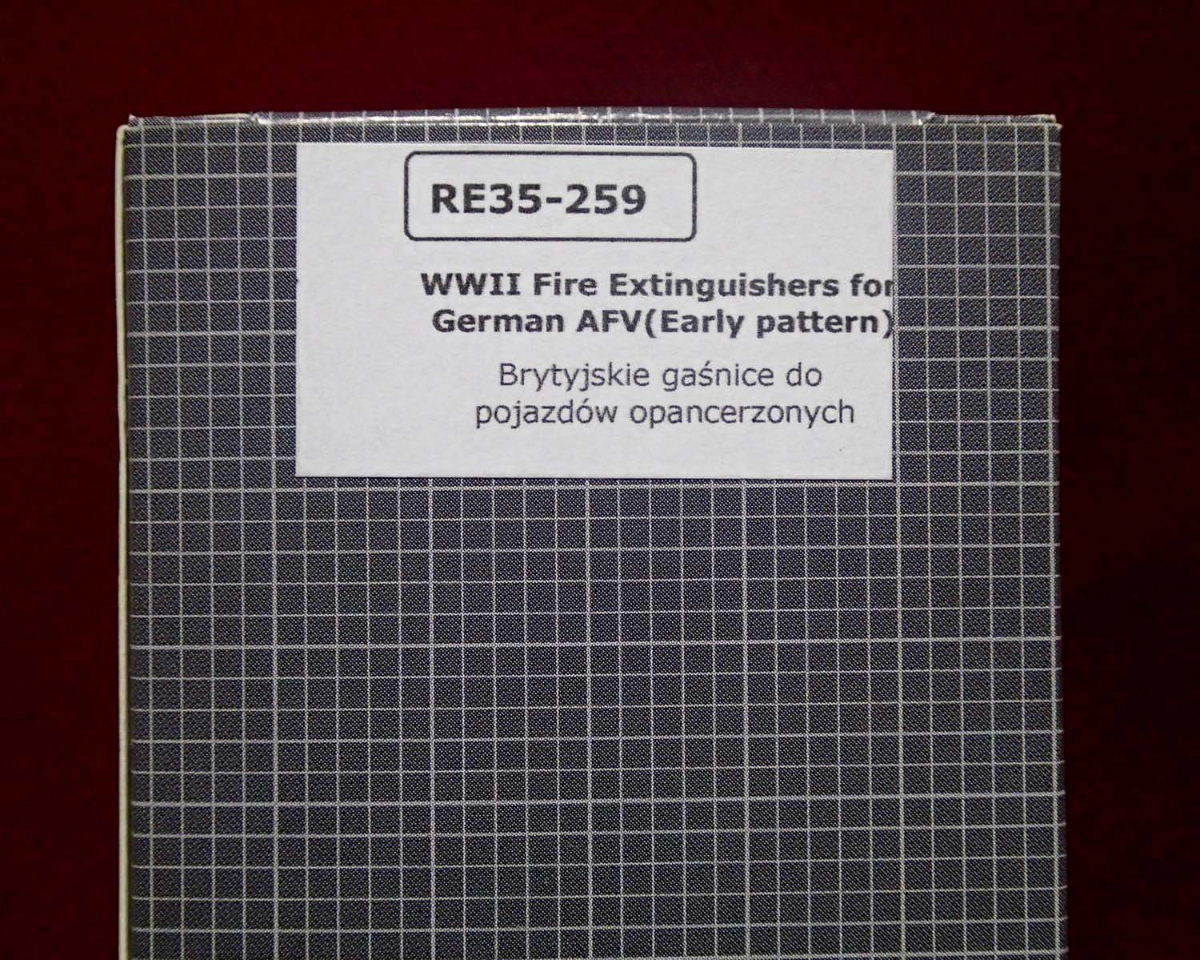 RE35-259
WWII Fire Extinguishers for
German AFV(Early pattern)
Brytyjskie gaśnice do
pojazdów opancerzonych